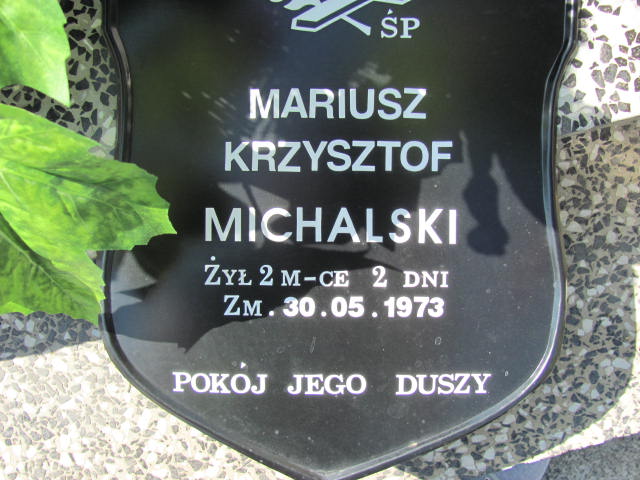 ŚP
MARIUSZ
KRZYSZTOF
MICHALSKI
ŻYŁ 2 M-CE 2 DNI
ZM. 30.05.1973
POKÓJ JEGO DUSZY